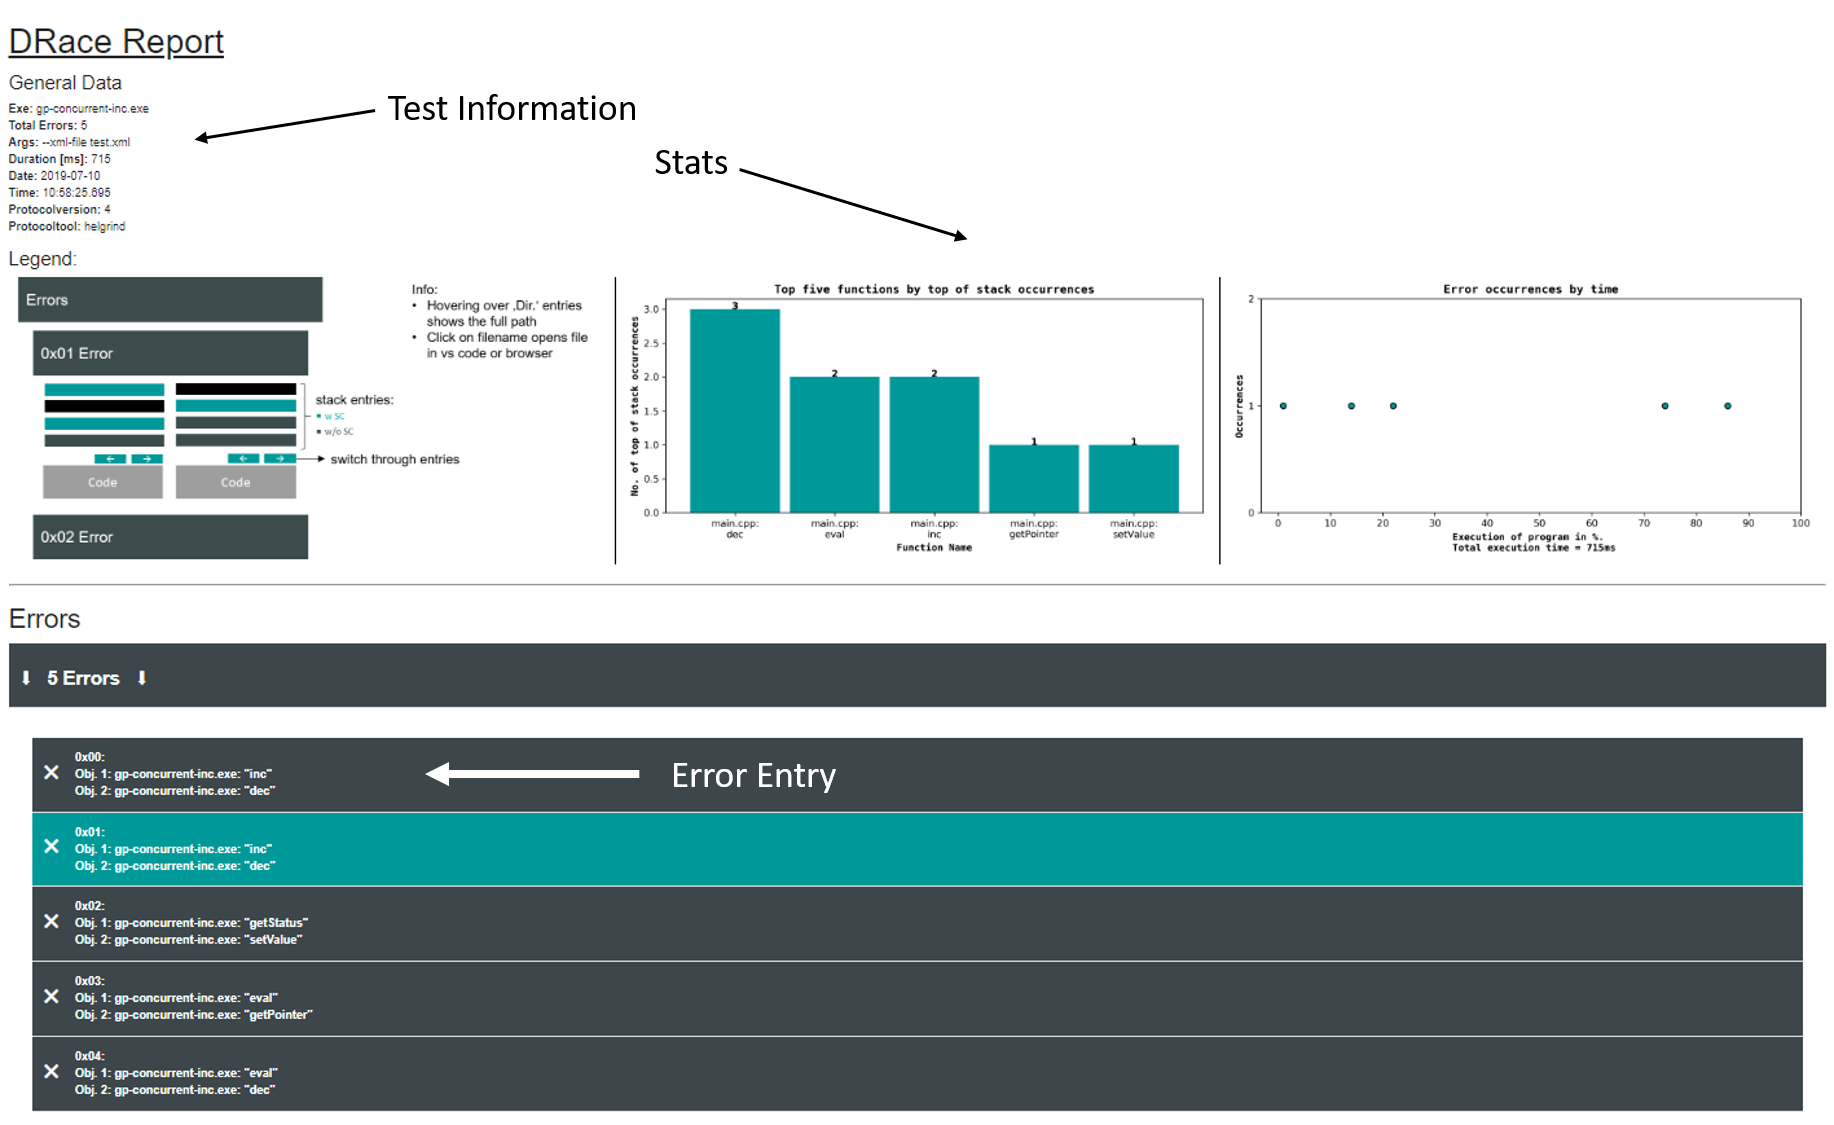 DRace Report
General Data
Exe: gp-concurrent-inc.exe
Total Errors: 5
Args: --xml-file test.xml
Duration [ms]: 715
Date: 2019-07-10
Time: 10:58:25.695
Protocolversion: 4
Protocoltool: helgrind
Test Information
Stats
Legend:
Errors
0x01 Error
stack entries:
w SC
w/o SC
← → ← →
switch through entries
Code Code
0x02 Error
Info:
• Hovering over ‚Dir.‘ entries
shows the full path
• Click on filename opens file
in vs code or browser
Top five functions by top of stack occurrences
No. of top of stack occurrences
3.0
2.5
2.0
1.5
1.0
0.5
0.0
3 2 2 1 1
main.cpp: main.cpp: main.cpp: main.cpp: main.cpp:
dec eval inc getPointer setValue
Function Name
Error occurrences by time
Occurrences
2
1
0
0 10 20 30 40 50 60 70 80 90 100
Execution of program in %.
Total execution time = 715ms
Errors
⬇ 5 Errors ⬇
0x00:
Obj. 1: gp-concurrent-inc.exe: "inc"
Obj. 2: gp-concurrent-inc.exe: "dec"
Error Entry
0x01:
Obj. 1: gp-concurrent-inc.exe: "inc"
Obj. 2: gp-concurrent-inc.exe: "dec"
0x02:
Obj. 1: gp-concurrent-inc.exe: "getStatus"
Obj. 2: gp-concurrent-inc.exe: "setValue"
0x03:
Obj. 1: gp-concurrent-inc.exe: "eval"
Obj. 2: gp-concurrent-inc.exe: "getPointer"
0x04:
Obj. 1: gp-concurrent-inc.exe: "eval"
Obj. 2: gp-concurrent-inc.exe: "dec"